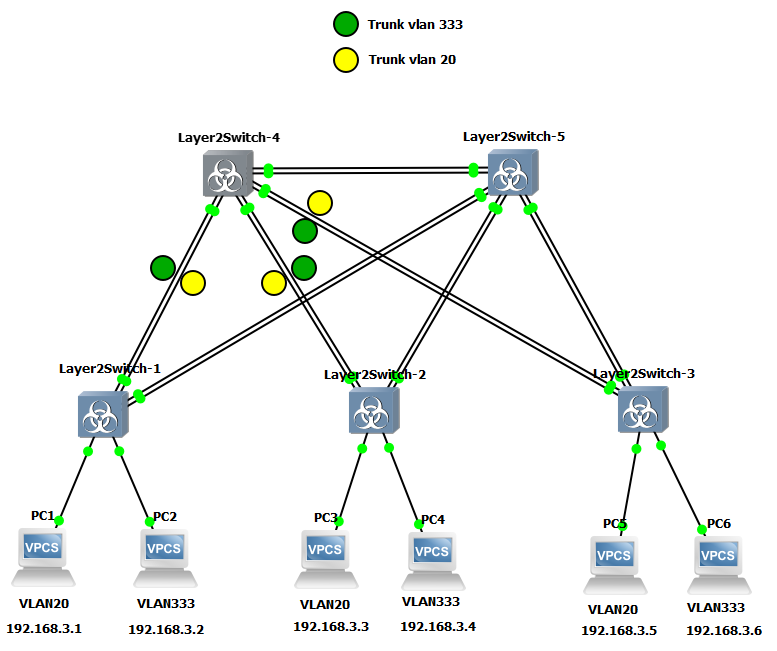 Trunk vlan 333
Trunk vlan 20
Layer2Switch-4
Layer2Switch-5
Layer2Switch-1
Layer2Switch-2
Layer2Switch-3
PC1
PC2
PC3
PC4
PC5
PC6
VPCS
VPCS
VPCS
VPCS
VPCS
VPCS
VLAN20
VLAN333
VLAN20
VLAN333
VLAN20
VLAN333
192.168.3.1
192.168.3.2
192.168.3.3
192.168.3.4
192.168.3.5
192.168.3.6